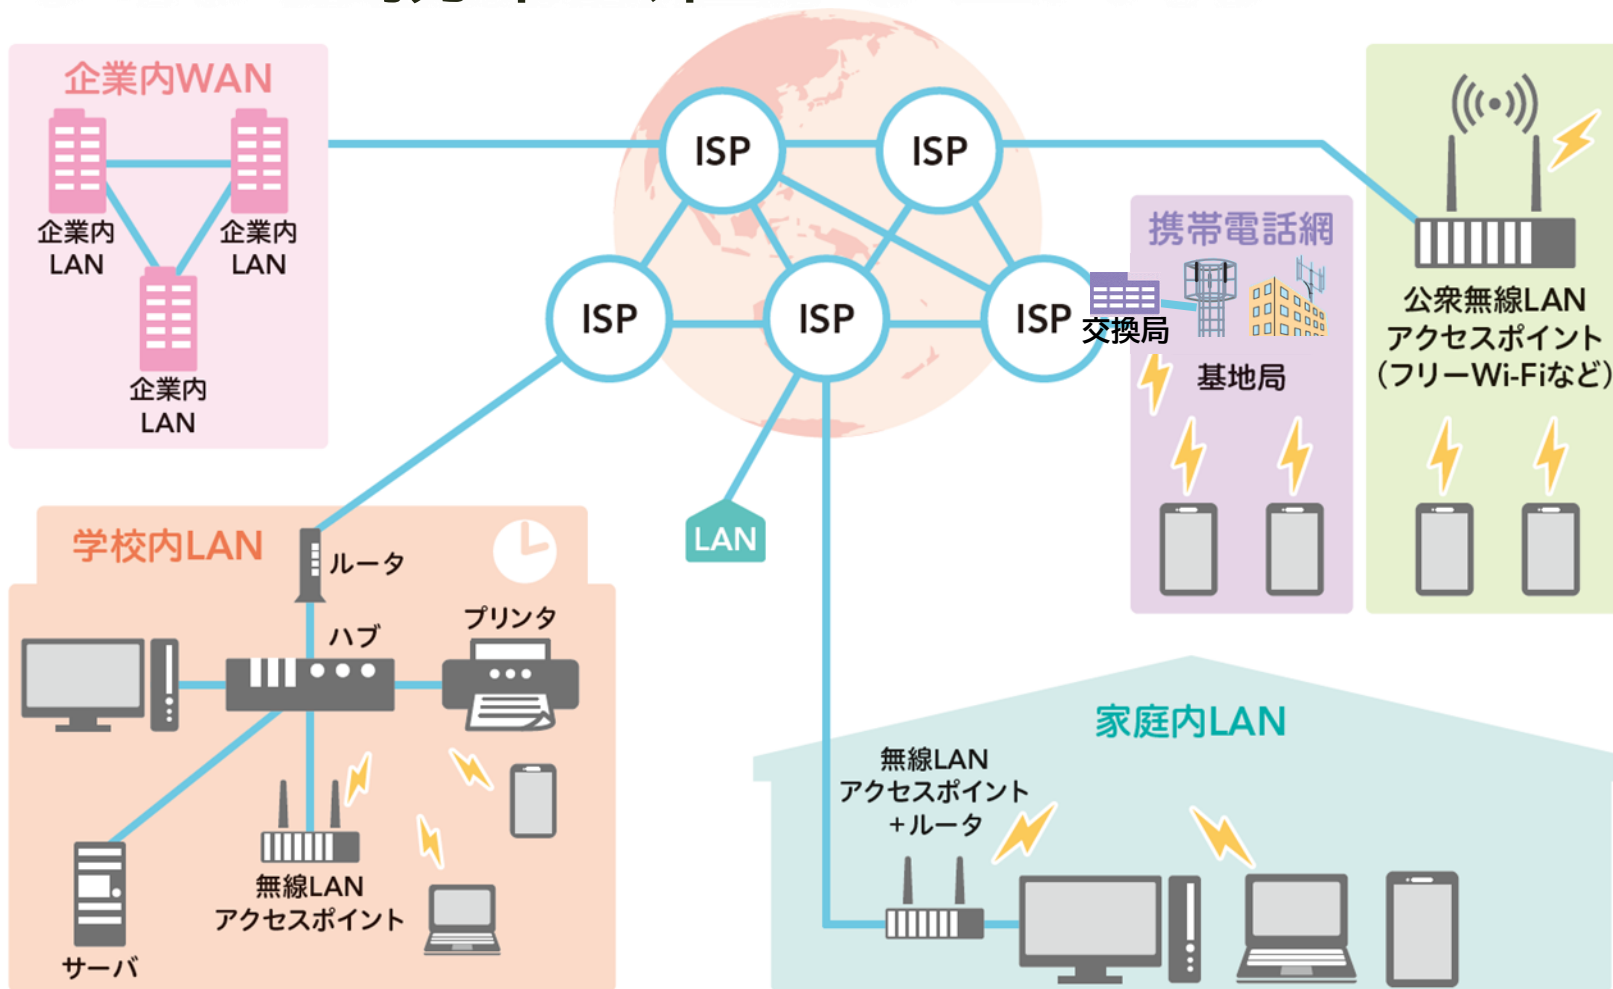 企業内WAN
企業内
LAN
企業内
LAN
企業内
LAN
ISP
ISP
ISP
ISP
ISP
携帯電話網
交換局
基地局
公衆無線LAN
アクセスポイント
（フリーWi-Fiなど）
LAN
学校内LAN
ルータ
ハブ
プリンタ
無線LAN
アクセスポイント
サーバ
家庭内LAN
無線LAN
アクセスポイント
＋ルータ